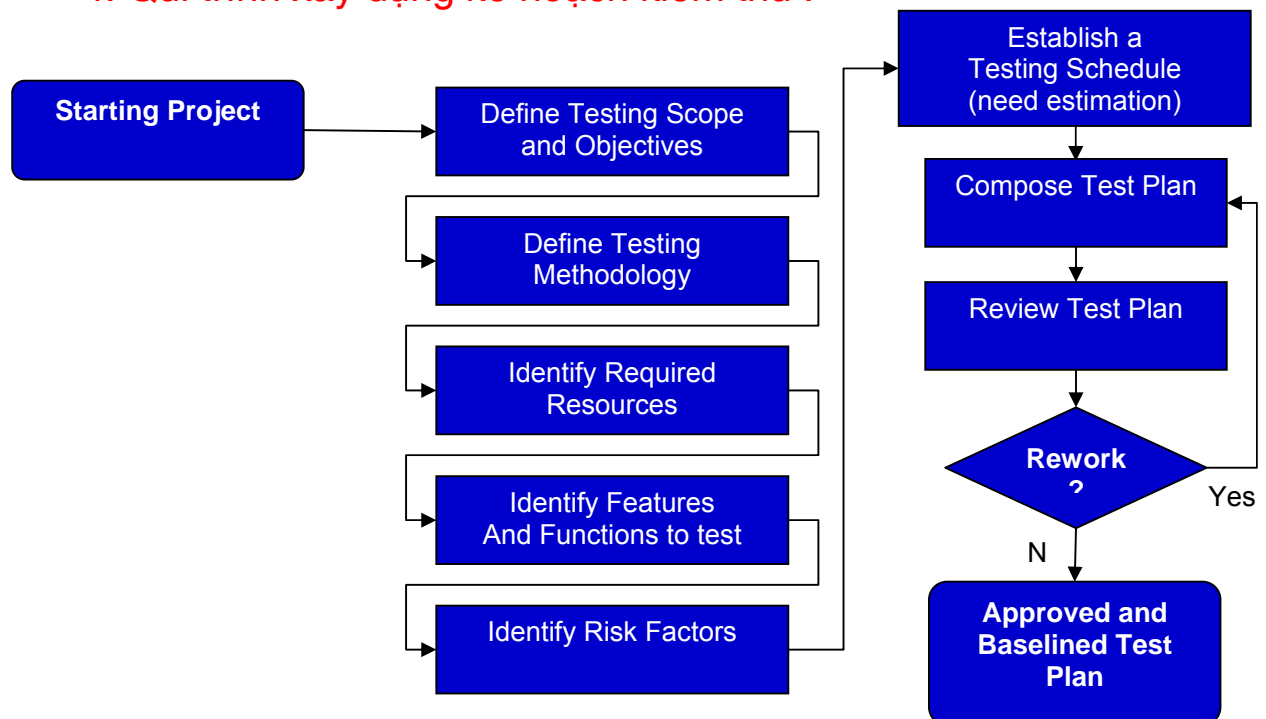 Starting Project
Define Testing Scope
and Objectives
Define Testing
Methodology
Identify Required
Resources
Identify Features
And Functions to test
Identify Risk Factors
Establish a
Testing Schedule
(need estimation)
Compose Test Plan
Review Test Plan
Rework
?
Yes
N
Approved and
Baselined Test
Plan